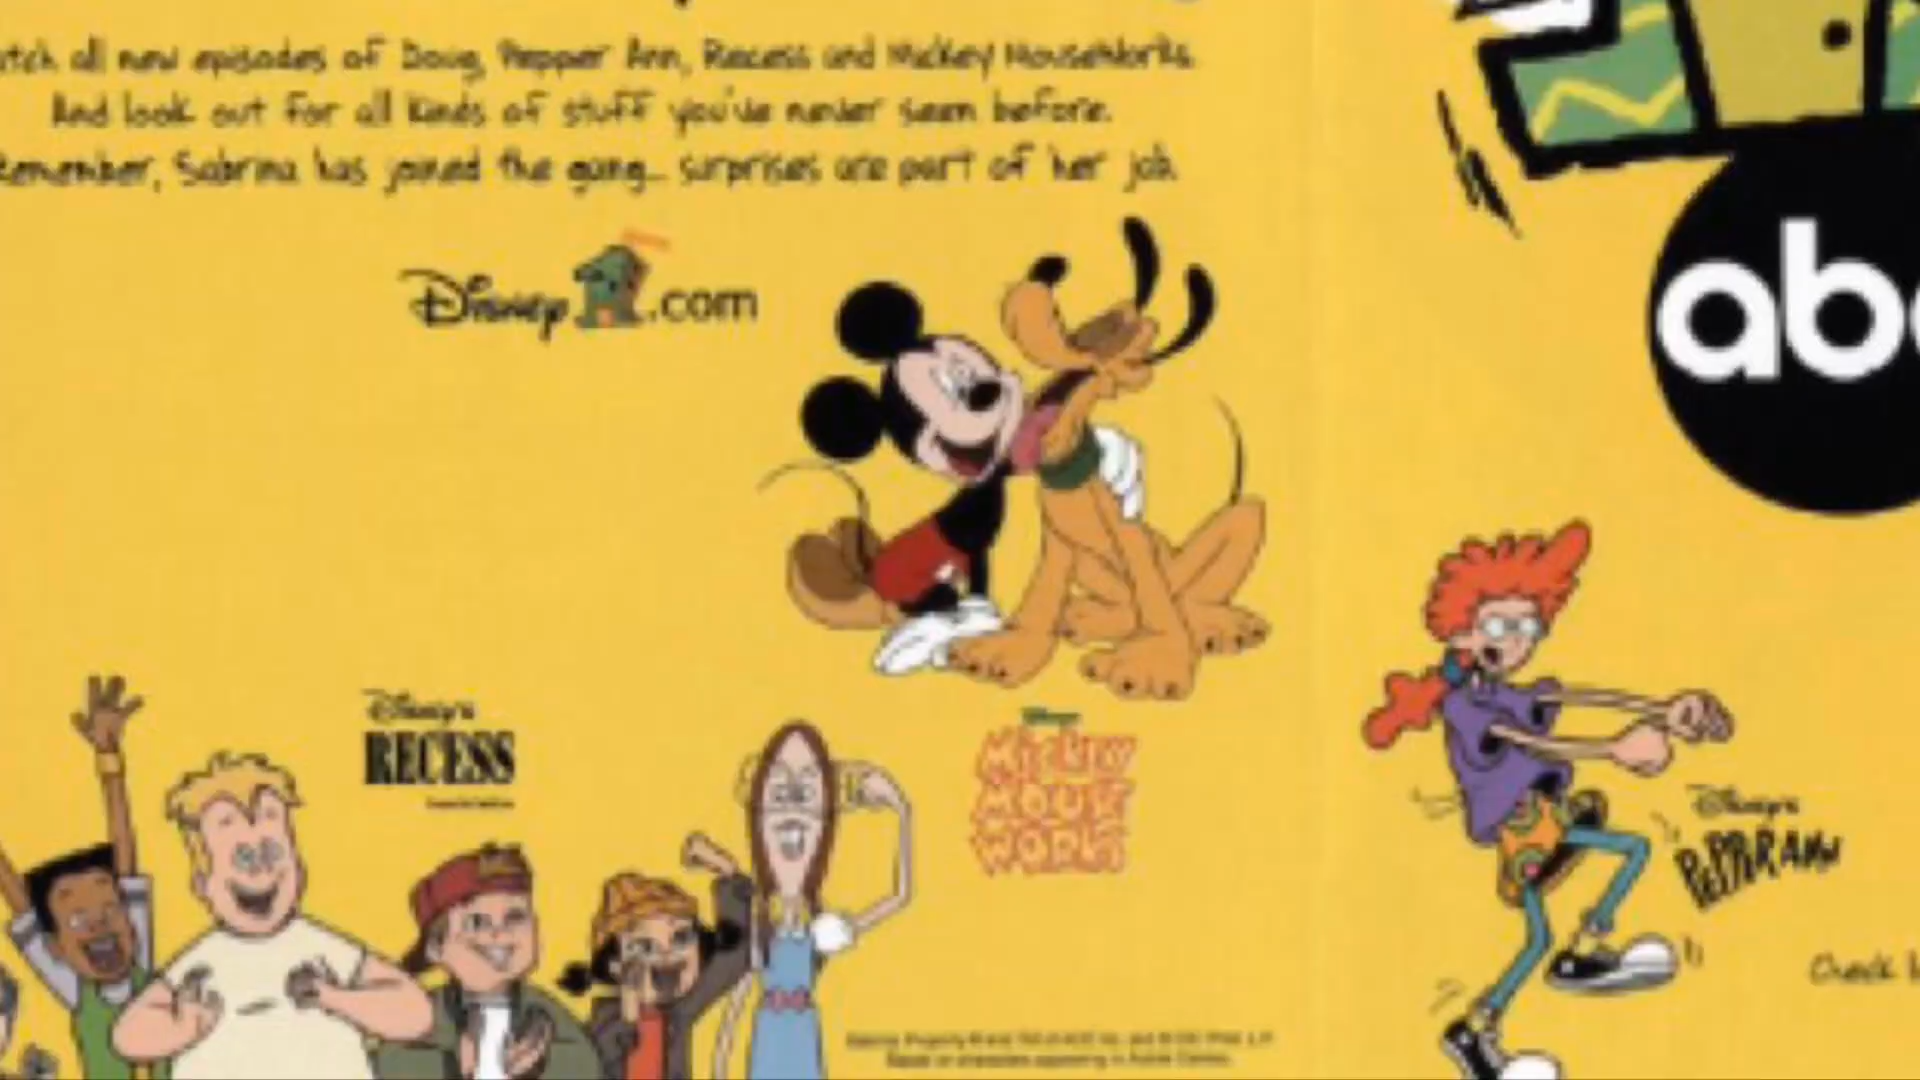 atch all new episodes of Doug, Pepper Ann, Recess and Mickey MouseWorks.
And look out for all kinds of stuff you've never seen before.
Remember, Sabrina has joined the gang... surprises are part of her job.
Disney .com
abc
Disney's
RECESS
Disney's
MICKEY
MOUSE
WORKS
Disney's
PEPPER ANN
Check